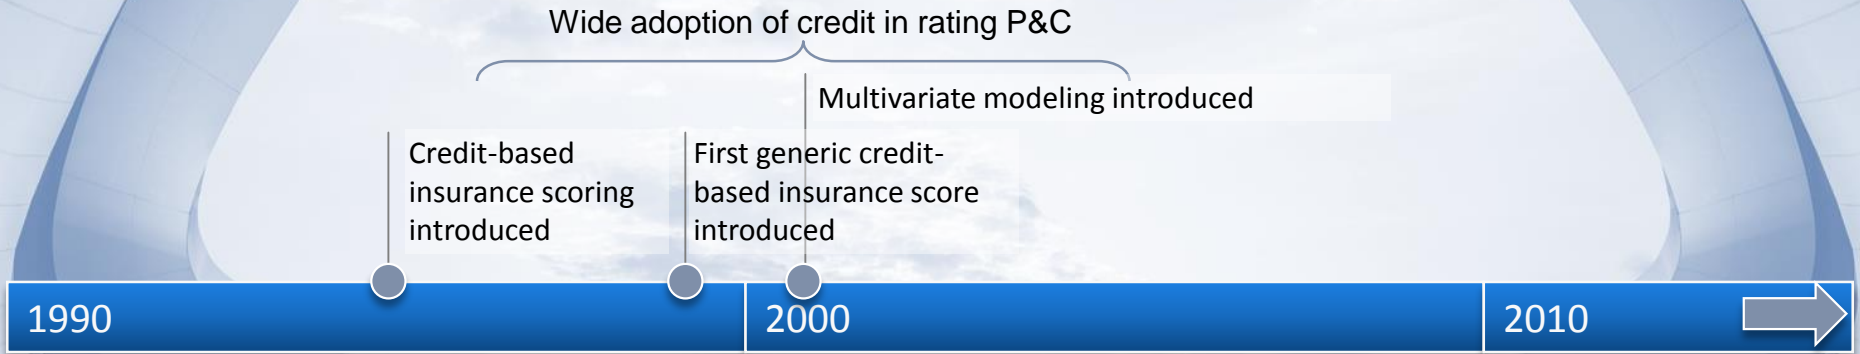 Wide adoption of credit in rating P&C
Multivariate modeling introduced
Credit-based
insurance scoring
introduced
First generic credit-
based insurance score
introduced
1990
2000
2010